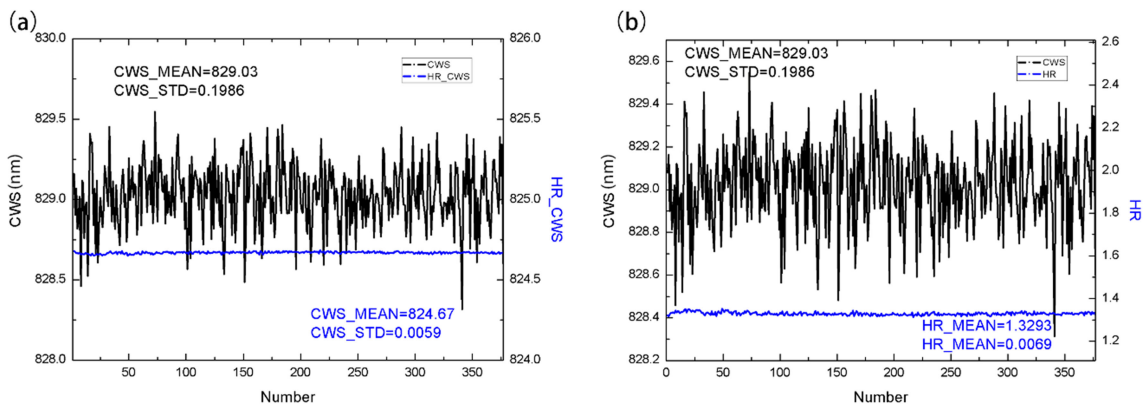 (a)
830.0
829.5
829.0
828.5
828.0
CWS (nm)
CWS_MEAN=829.03
CWS_STD=0.1986
CWS
HR_CWS
CWS_MEAN=824.67
CWS_STD=0.0059
826.0
825.5
825.0
824.5
824.0
HR_CWS
50 100 150 200 250 300 350
Number
(b)
829.6
829.4
829.2
829.0
828.8
828.6
828.4
828.2
CWS (nm)
CWS_MEAN=829.03
CWS_STD=0.1986
CWS
HR
HR_MEAN=1.3293
HR_MEAN=0.0069
2.6
2.4
2.2
2.0
1.8
1.6
1.4
1.2
HR
0 50 100 150 200 250 300 350
Number